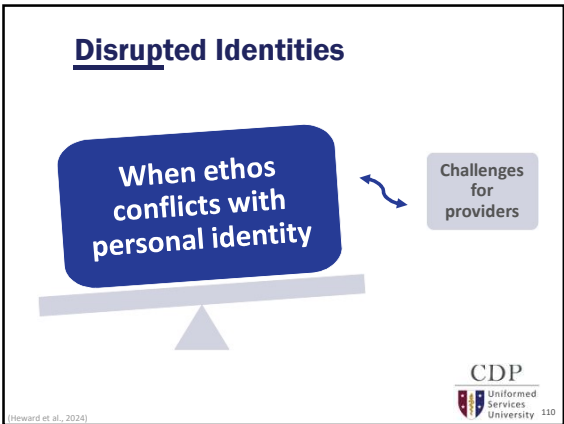 Disrupted Identities
When ethos
conflicts with
personal identity
Challenges
for
providers
(Heward et al., 2024)
CDP
Uniformed
Services
University
110